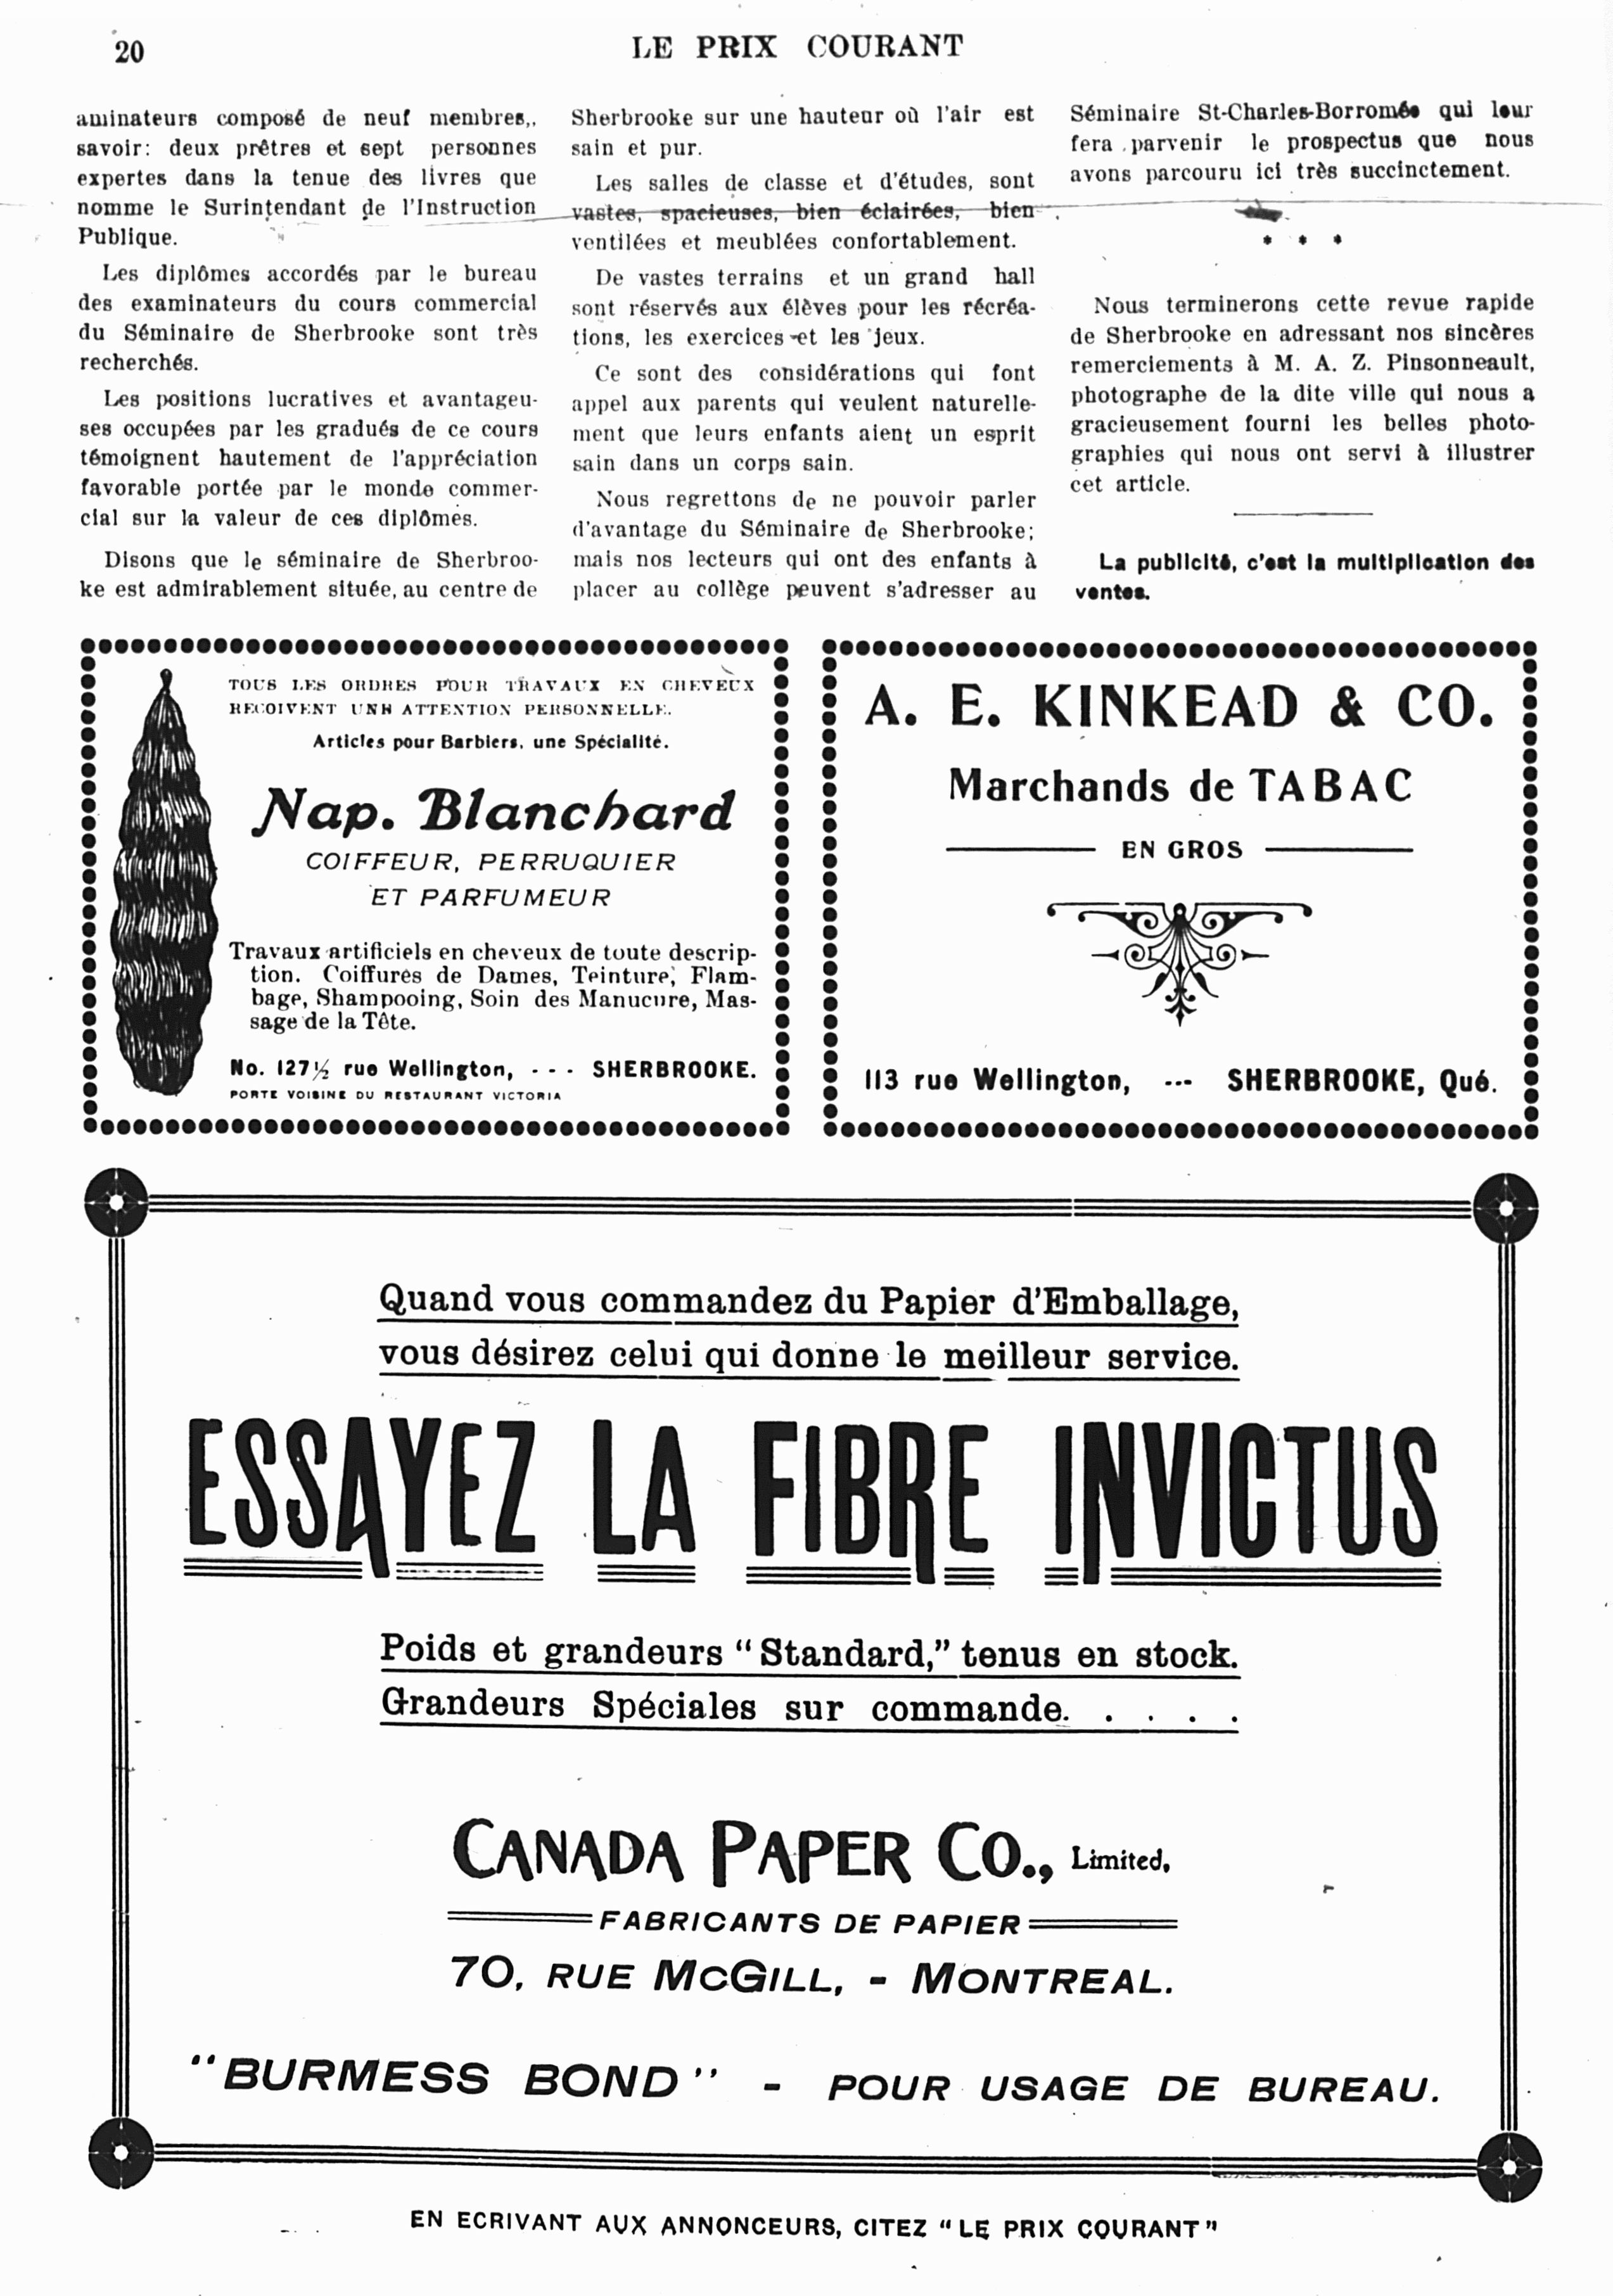 20
LE PRIX COURANT
aminateurs composé de neuf membres,,
savoir: deux prêtres et sept personnes
expertes dans la tenue des livres que
nomme le Surintendant de l'Instruction
Publique.
Les diplômes accordés par le bureau
des examinateurs du cours commercial
du Séminaire de Sherbrooke sont très
recherchés.
Les positions lucratives et avantageu-
ses occupées par les gradués de ce cours
témoignent hautement de l'appréciation
favorable portée par le monde commer-
cial sur la valeur de ces diplômes.
Disons que le séminaire de Sherbroo-
ke est admirablement située, au centre de
Sherbrooke sur une hauteur où l'air est
sain et pur.
Les salles de classe et d'études, sont
vastes, spacieuses, bien éclairées, bien
ventilées et meublées confortablement.
De vastes terrains et un grand hall
sont réservés aux élèves pour les récréa-
tions, les exercices et les jeux.
Ce sont des considérations qui font
appel aux parents qui veulent naturelle-
ment que leurs enfants aient un esprit
sain dans un corps sain.
Nous regrettons de ne pouvoir parler
d'avantage du Séminaire de Sherbrooke;
mais nos lecteurs qui ont des enfants à
placer au collège peuvent s'adresser au
Séminaire St-Charles-Borromée qui leur
fera parvenir le prospectus que nous
avons parcouru ici très succinctement.
* * *
Nous terminerons cette revue rapide
de Sherbrooke en adressant nos sincères
remerciements à M. A. Z. Pinsonneault,
photographe de la dite ville qui nous a
gracieusement fourni les belles photo-
graphies qui nous ont servi à illustrer
cet article.
La publicité, c'est la multiplication des
ventes.
TOUS LES ORDRES POUR TRAVAUX EN CHEVEUX
RECOIVENT UNE ATTENTION PERSONNELLE.
Articles pour Barbiers, une Spécialité.
Nap. Blanchard
COIFFEUR, PERRUQUIER
ET PARFUMEUR
Travaux artificiels en cheveux de toute descrip-
tion. Coiffures de Dames, Teinture, Flam-
bage, Shampooing, Soin des Manucure, Mas-
sage de la Tête.
No. 127½ rue Wellington, - - - SHERBROOKE.
PORTE VOISINE DU RESTAURANT VICTORIA
A. E. KINKEAD & CO.
Marchands de TABAC
EN GROS
113 rue Wellington, --- SHERBROOKE, Qué.
Quand vous commandez du Papier d'Emballage,
vous désirez celui qui donne le meilleur service.
ESSAYEZ LA FIBRE INVICTUS
Poids et grandeurs "Standard," tenus en stock.
Grandeurs Spéciales sur commande. . . . .
CANADA PAPER CO., Limited,
FABRICANTS DE PAPIER
70, RUE MCGILL, - MONTREAL.
"BURMESS BOND" - POUR USAGE DE BUREAU.
EN ECRIVANT AUX ANNONCEURS, CITEZ "LE PRIX COURANT"